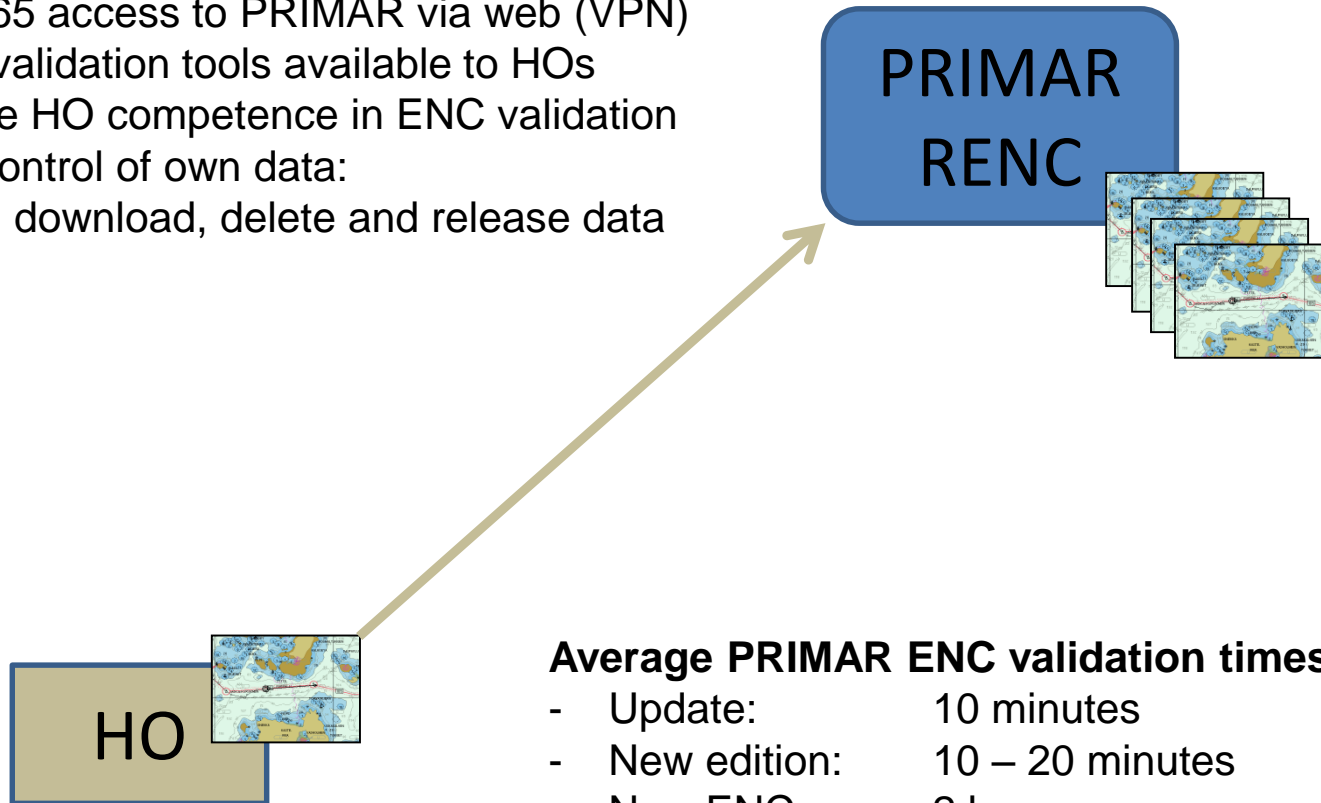 65 access to PRIMAR via web (VPN)
validation tools available to HOs
e HO competence in ENC validation
ontrol of own data:
download, delete and release data
PRIMAR
RENC
HO
Average PRIMAR ENC validation times
- Update: 10 minutes
- New edition: 10 – 20 minutes